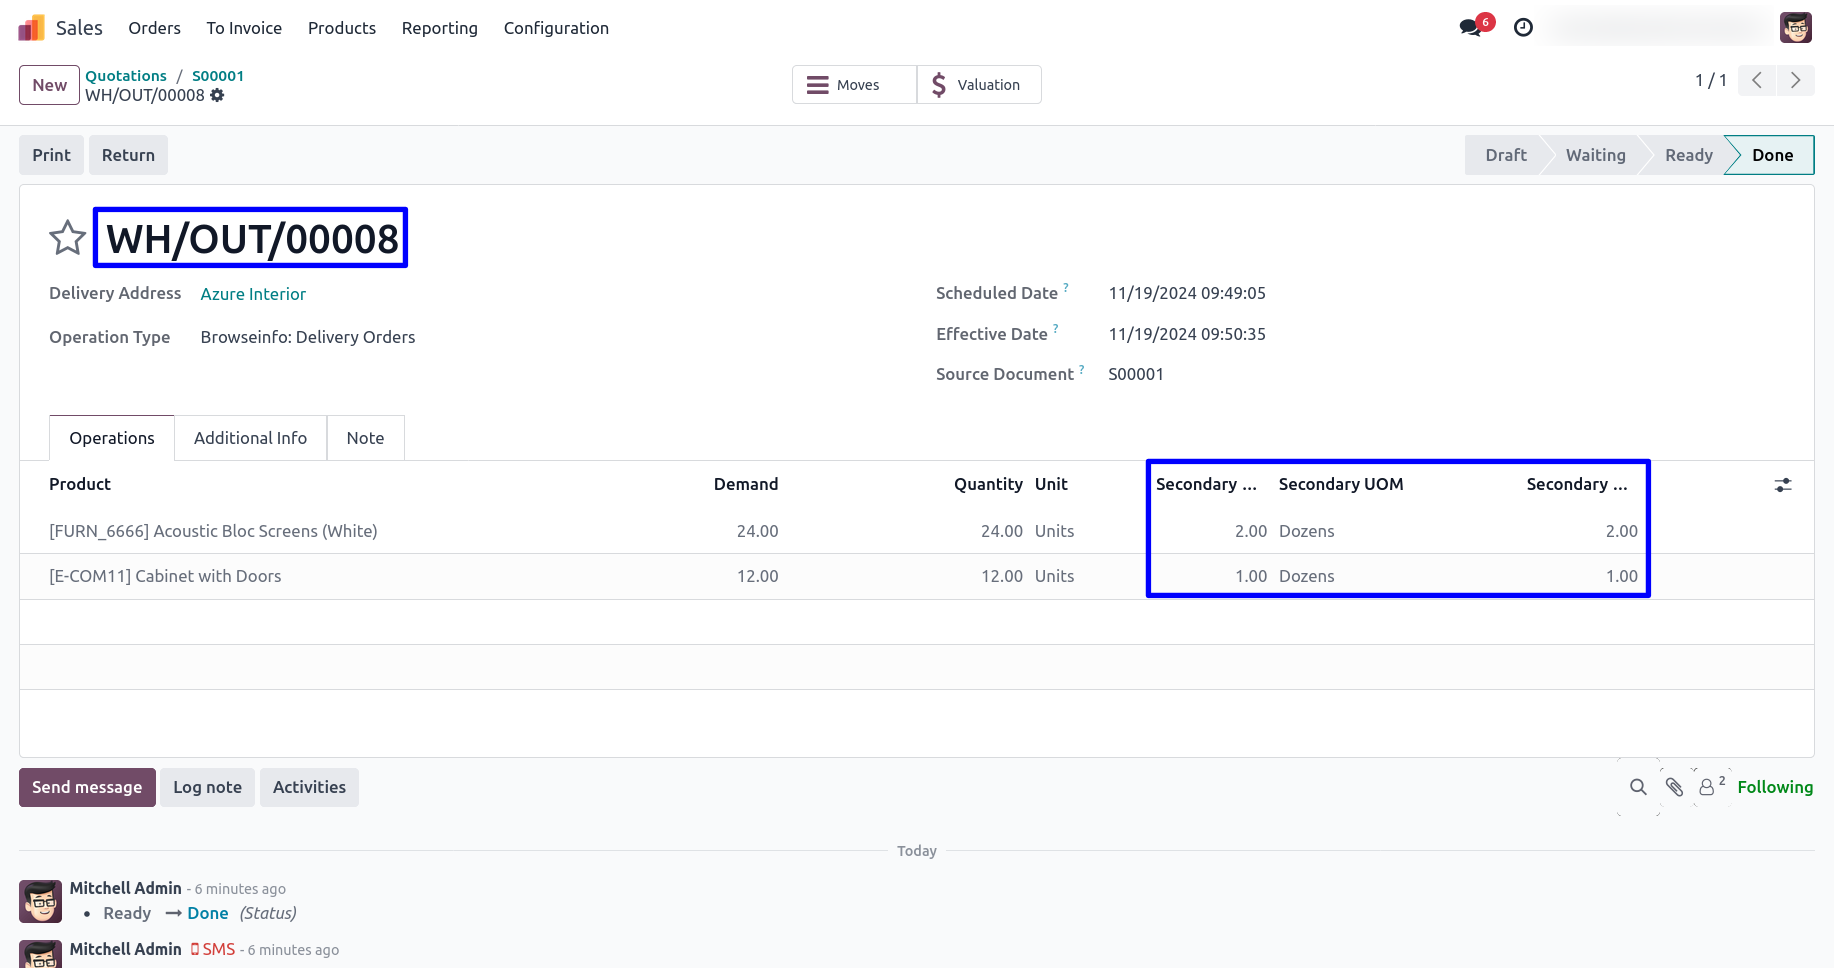 Sales Orders To Invoice Products Reporting Configuration 6
New Quotations / S00001 Moves Valuation 1 / 1
WH/OUT/00008
Print Return Draft Waiting Ready Done
WH/OUT/00008
Delivery Address Azure Interior Scheduled Date ? 11/19/2024 09:49:05
Operation Type Browseinfo: Delivery Orders Effective Date ? 11/19/2024 09:50:35
Source Document ? S00001
Operations Additional Info Note
Product Demand Quantity Unit Secondary ... Secondary UOM Secondary ...
[FURN_6666] Acoustic Bloc Screens (White) 24.00 24.00 Units 2.00 Dozens 2.00
[E-COM11] Cabinet with Doors 12.00 12.00 Units 1.00 Dozens 1.00
Send message Log note Activities 2 Following
Today
Mitchell Admin - 6 minutes ago
• Ready → Done (Status)
Mitchell Admin SMS - 6 minutes ago